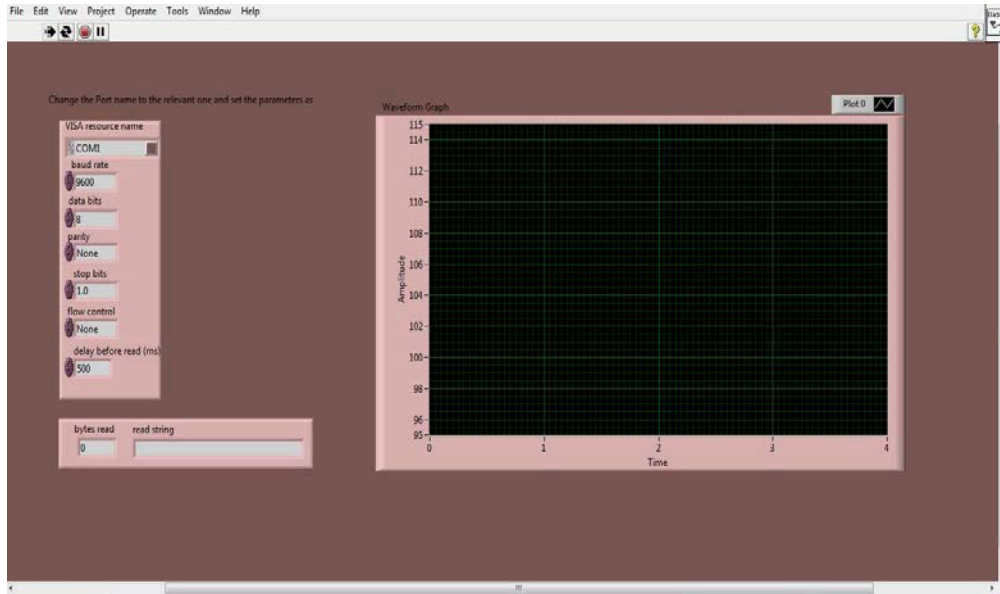 File Edit View Project Operate Tools Window Help
Change the Port name to the relevant one and set the parameters as
VISA resource name
COM1
baud rate
9600
data bits
8
parity
None
stop bits
1.0
flow control
None
delay before read (ms)
500
bytes read read string
0
Waveform Graph
Plot 0
115
114
112
110
108
106
104
102
100
98
96
95
Amplitude
0 1 2 3 4
Time